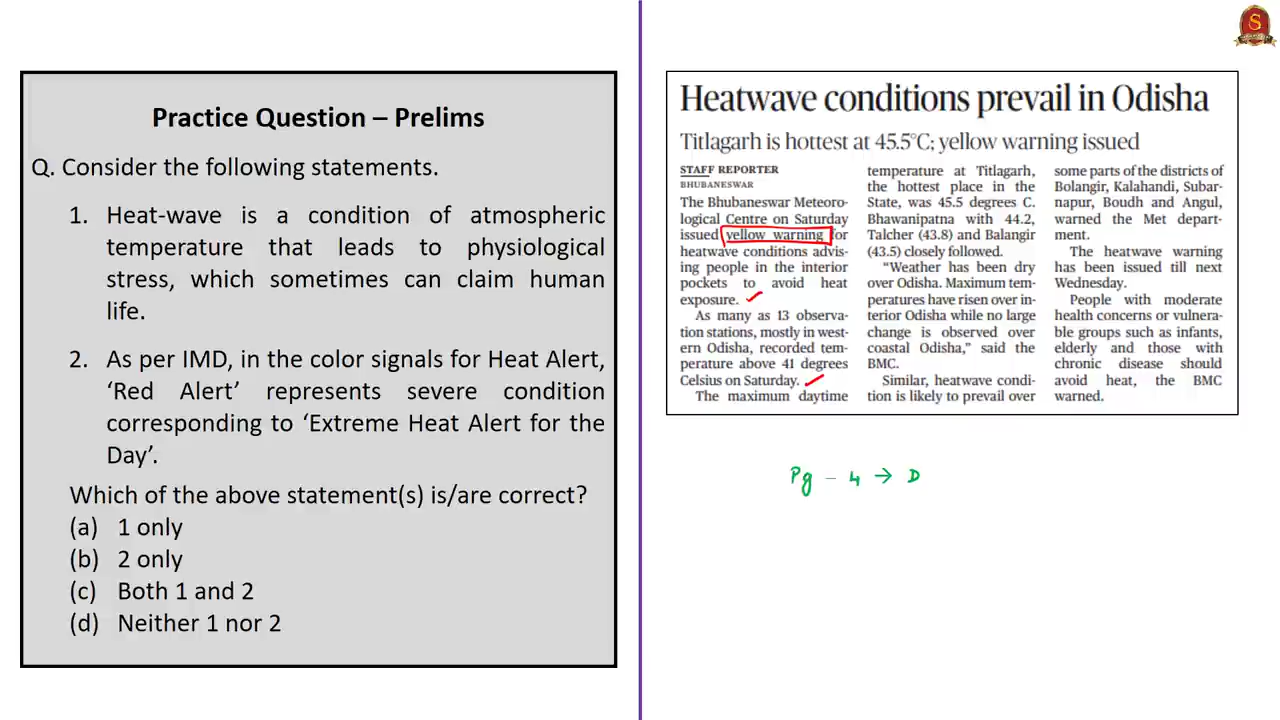 Practice Question – Prelims
Q. Consider the following statements.
1. Heat-wave is a condition of atmospheric
temperature that leads to physiological
stress, which sometimes can claim human
life.
2. As per IMD, in the color signals for Heat Alert,
‘Red Alert’ represents severe condition
corresponding to ‘Extreme Heat Alert for the
Day’.
Which of the above statement(s) is/are correct?
(a) 1 only
(b) 2 only
(c) Both 1 and 2
(d) Neither 1 nor 2
Heatwave conditions prevail in Odisha
Titlagarh is hottest at 45.5°C; yellow warning issued
STAFF REPORTER
BHUBANESWAR
The Bhubaneswar Meteoro-
logical Centre on Saturday
issued yellow warning for
heatwave conditions advis-
ing people in the interior
pockets to avoid heat
exposure.
As many as 13 observa-
tion stations, mostly in west-
ern Odisha, recorded tem-
perature above 41 degrees
Celsius on Saturday.
The maximum daytime
temperature at Titlagarh,
the hottest place in the
State, was 45.5 degrees C.
Bhawanipatna with 44.2,
Talcher (43.8) and Balangir
(43.5) closely followed.
“Weather has been dry
over Odisha. Maximum tem-
peratures have risen over in-
terior Odisha while no large
change is observed over
coastal Odisha,” said the
BMC.
Similar, heatwave condi-
tion is likely to prevail over
some parts of the districts of
Bolangir, Kalahandi, Subar-
napur, Boudh and Angul,
warned the Met depart-
ment.
The heatwave warning
has been issued till next
Wednesday.
People with moderate
health concerns or vulnera-
ble groups such as infants,
elderly and those with
chronic disease should
avoid heat, the BMC
warned.
Pg – 4 → D
S